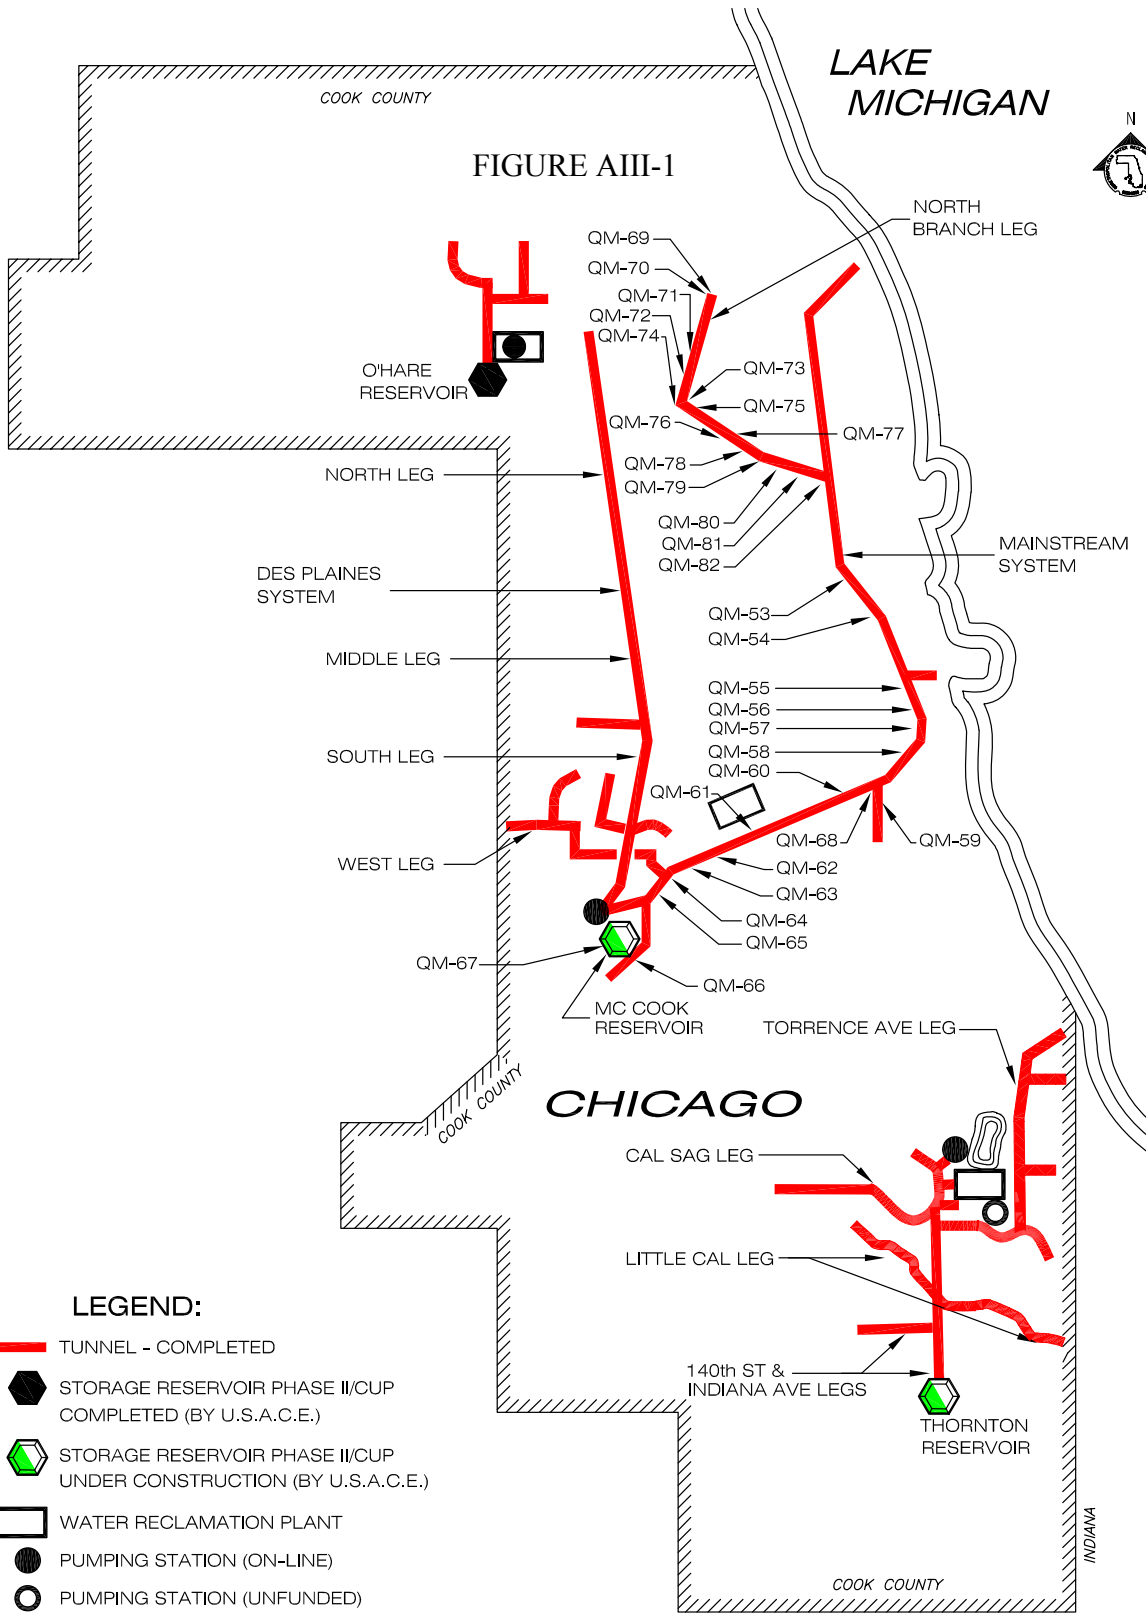 LAKE
MICHIGAN
COOK COUNTY
N
FIGURE AIII-1
NORTH
BRANCH LEG
QM-69
QM-70
QM-71
QM-72
QM-74
QM-73
O'HARE
RESERVOIR
QM-75
QM-76
QM-77
NORTH LEG
QM-78
QM-79
QM-80
QM-81
QM-82
MAINSTREAM
SYSTEM
DES PLAINES
SYSTEM
QM-53
QM-54
MIDDLE LEG
QM-55
QM-56
QM-57
QM-58
SOUTH LEG
QM-60
QM-61
QM-68
QM-59
WEST LEG
QM-62
QM-63
QM-64
QM-65
QM-67
QM-66
MC COOK
RESERVOIR
TORRENCE AVE LEG
COOK COUNTY
CHICAGO
CAL SAG LEG
LITTLE CAL LEG
140th ST &
INDIANA AVE LEGS
THORNTON
RESERVOIR
LEGEND:
TUNNEL - COMPLETED
STORAGE RESERVOIR PHASE II/CUP
COMPLETED (BY U.S.A.C.E.)
STORAGE RESERVOIR PHASE II/CUP
UNDER CONSTRUCTION (BY U.S.A.C.E.)
WATER RECLAMATION PLANT
PUMPING STATION (ON-LINE)
PUMPING STATION (UNFUNDED)
INDIANA
COOK COUNTY